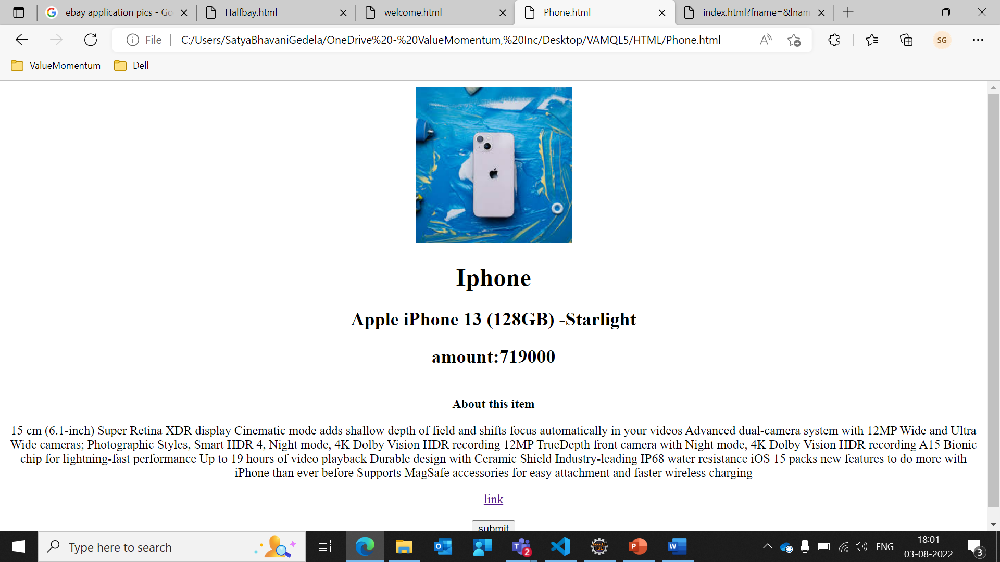 ebay application pics - Go
Halfbay.html
welcome.html
Phone.html
index.html?fname=&lnam
File
C:/Users/SatyaBhavaniGedela/OneDrive%20-%20ValueMomentum,%20Inc/Desktop/VAMQL5/HTML/Phone.html
SG
ValueMomentum
Dell
Iphone
Apple iPhone 13 (128GB) -Starlight
amount:719000
About this item
15 cm (6.1-inch) Super Retina XDR display Cinematic mode adds shallow depth of field and shifts focus automatically in your videos Advanced dual-camera system with 12MP Wide and Ultra
Wide cameras; Photographic Styles, Smart HDR 4, Night mode, 4K Dolby Vision HDR recording 12MP TrueDepth front camera with Night mode, 4K Dolby Vision HDR recording A15 Bionic
chip for lightning-fast performance Up to 19 hours of video playback Durable design with Ceramic Shield Industry-leading IP68 water resistance iOS 15 packs new features to do more with
iPhone than ever before Supports MagSafe accessories for easy attachment and faster wireless charging
link
submit
Type here to search
2
ENG
18:01
03-08-2022
3